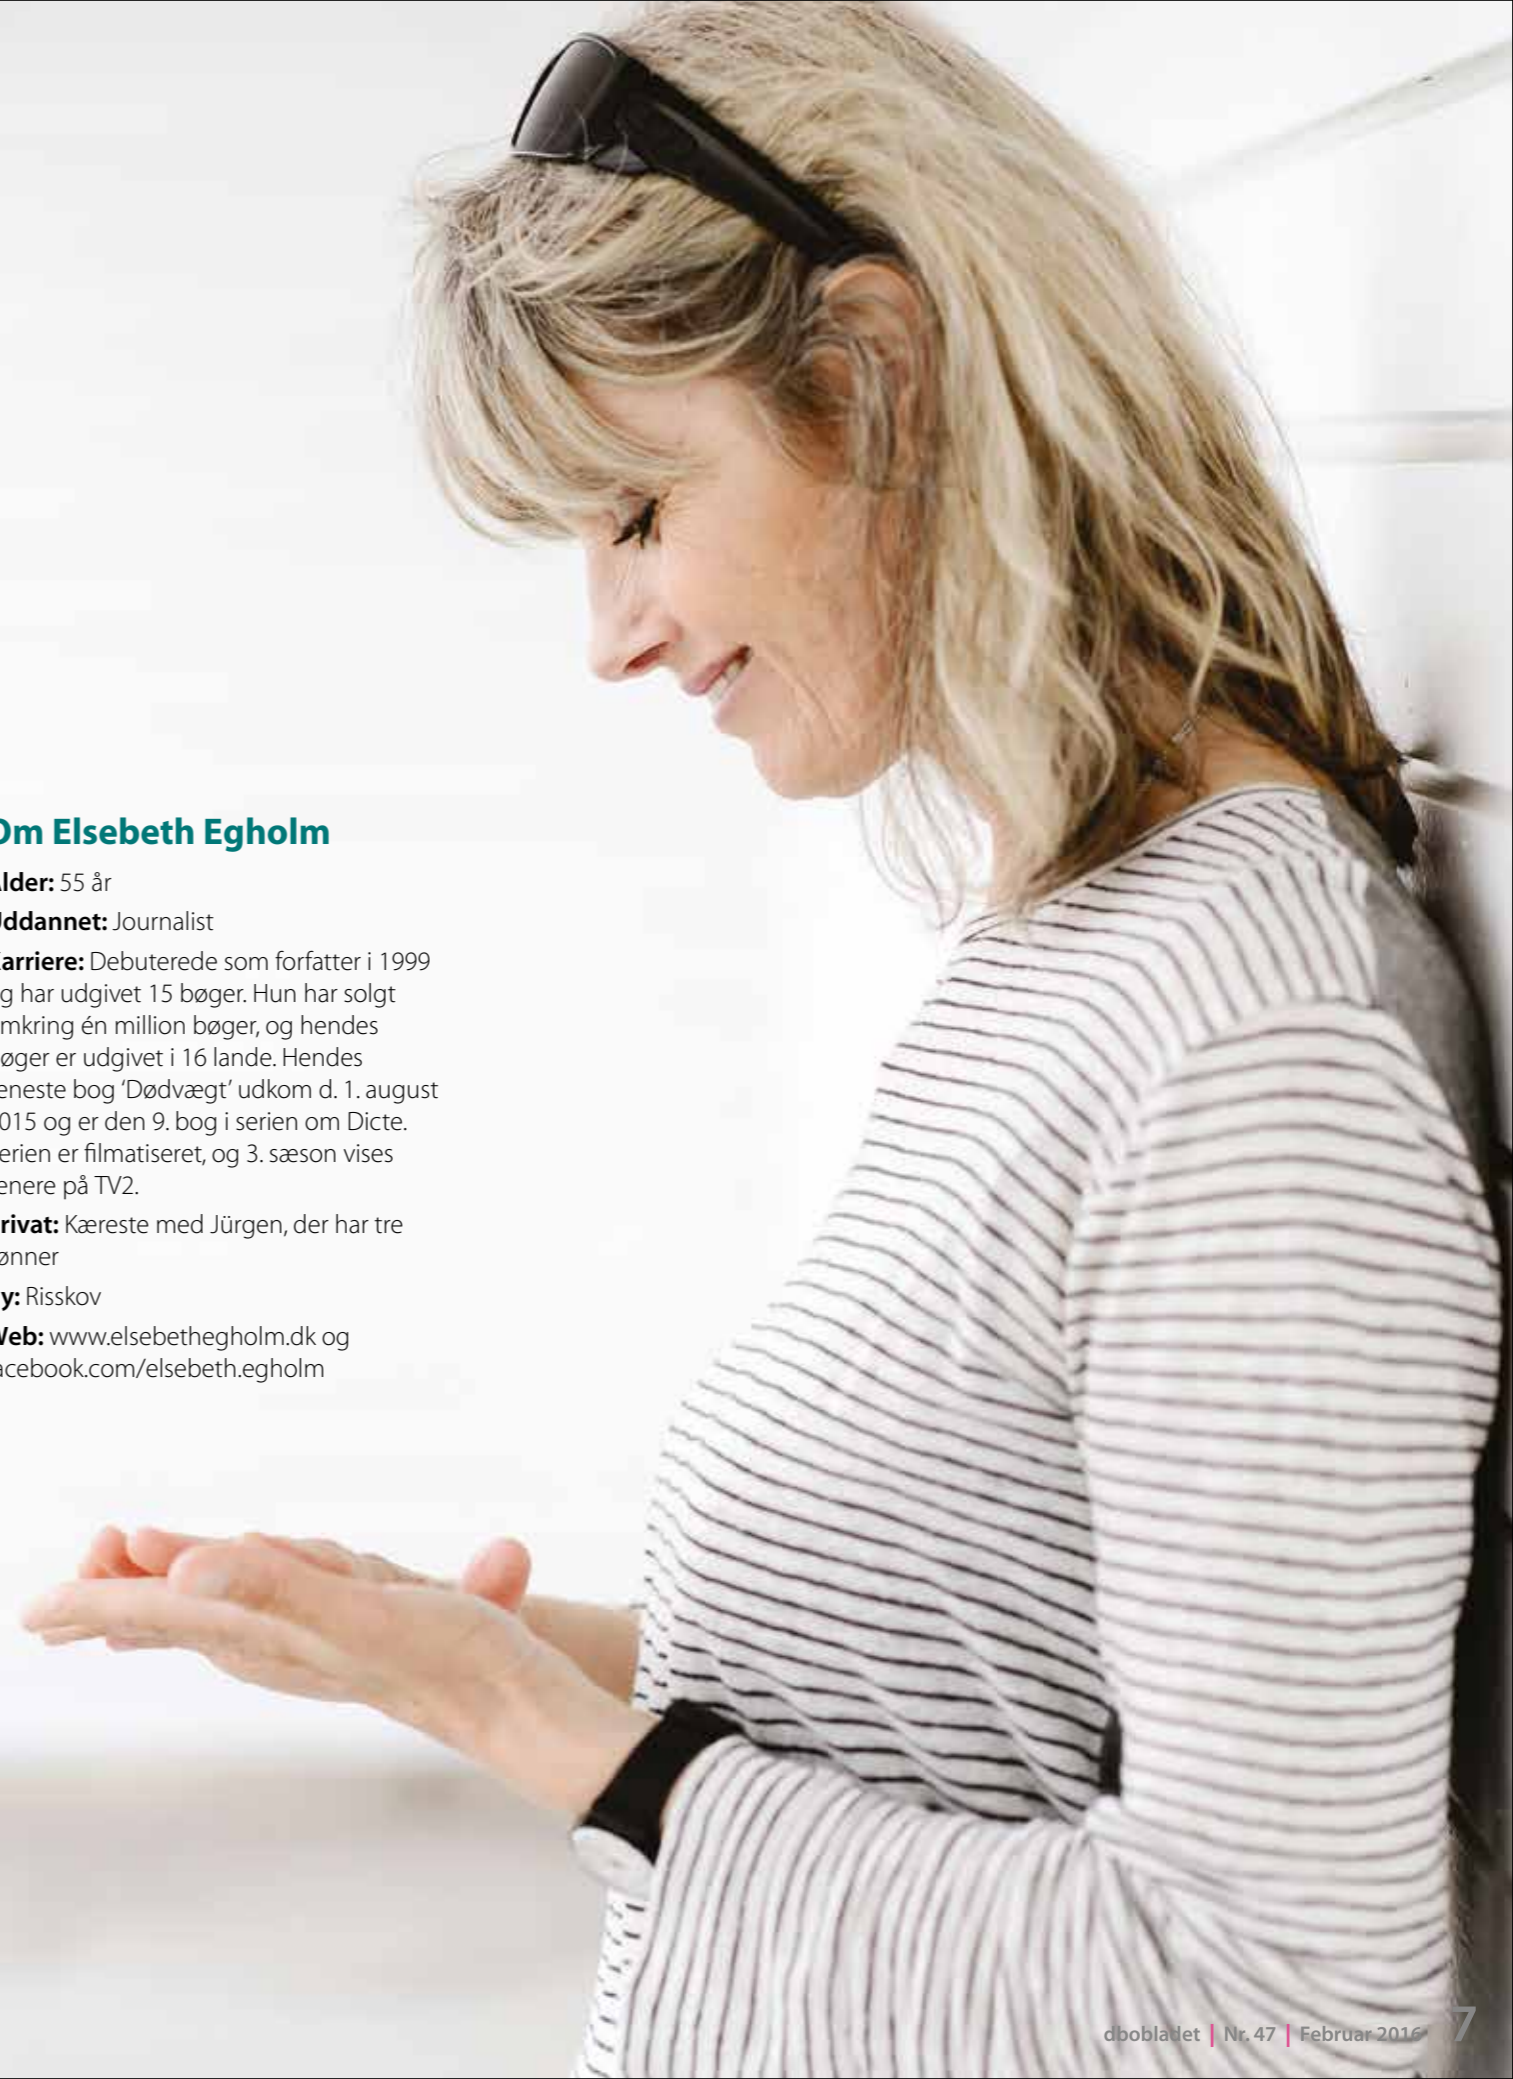 Om Elsebeth Egholm
lder: 55 år
ddannet: Journalist
arriere: Debuterede som forfatter i 1999
g har udgivet 15 bøger. Hun har solgt
mkring én million bøger, og hendes
øger er udgivet i 16 lande. Hendes
eneste bog ‘Dødvægt’ udkom d. 1. august
015 og er den 9. bog i serien om Dicte.
erien er filmatiseret, og 3. sæson vises
enere på TV2.
rivat: Kæreste med Jürgen, der har tre
ønner
y: Risskov
eb: www.elsebethegholm.dk og
acebook.com/elsebeth.egholm
dbobladet | Nr. 47 | Februar 2016 7